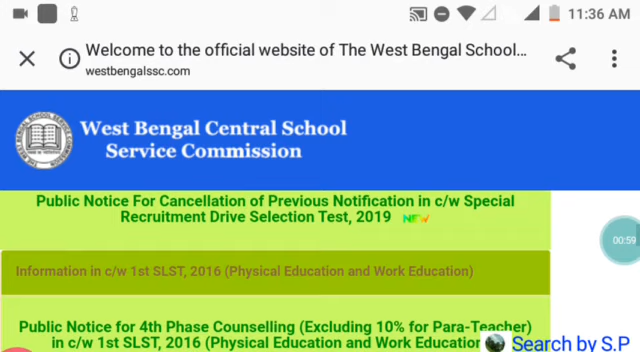 11:36 AM
Welcome to the official website of The West Bengal School...
westbengalssc.com
West Bengal Central School
Service Commission
Public Notice For Cancellation of Previous Notification in c/w Special
Recruitment Drive Selection Test, 2019 NEW
00:59
Information in c/w 1st SLST, 2016 (Physical Education and Work Education)
Public Notice for 4th Phase Counselling (Excluding 10% for Para-Teacher)
in c/w 1st SLST, 2016 (Physical Education and Work Education
Search by S.P